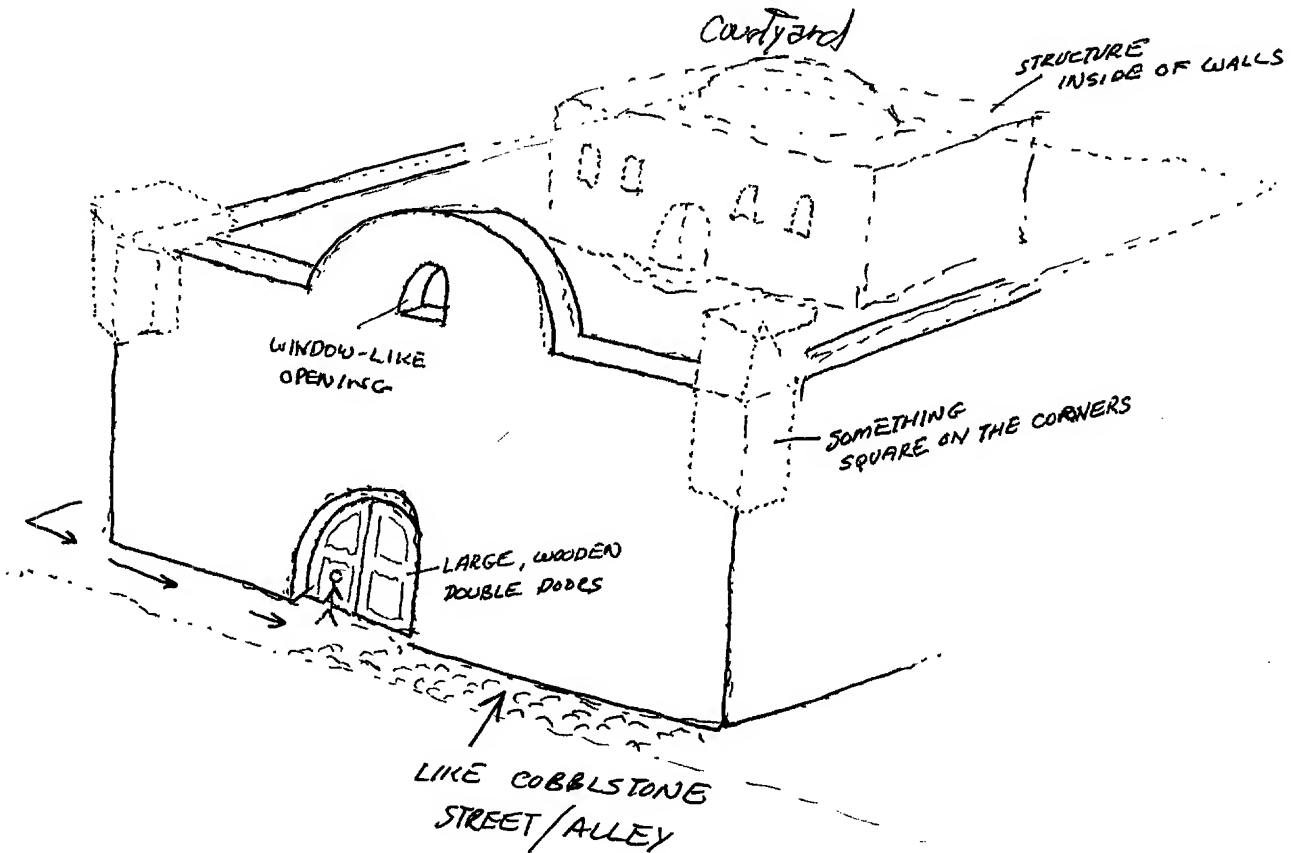 Courtyard
STRUCTURE
INSIDE OF WALLS
WINDOW-LIKE
OPENING
SOMETHING
SQUARE ON THE CORNERS
LARGE, WOODEN
DOUBLE DOORS
LIKE COBBLSTONE
STREET/ALLEY